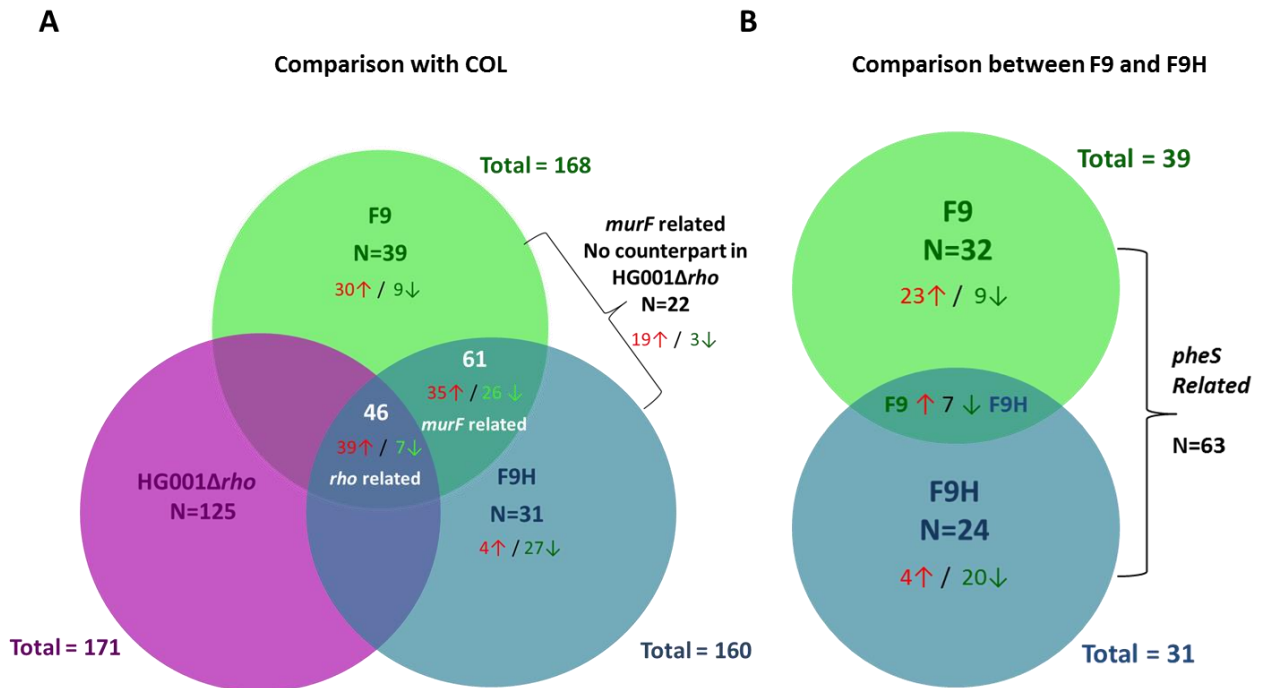 A
Comparison with COL
Total = 168
F9
N=39
30↑ / 9↓
murF related
No counterpart in
HG001Δrho
N=22
19↑ / 3↓
61
35↑ / 26 ↓
murF related
46
39↑ / 7↓
rho related
HG001Δrho
N=125
F9H
N=31
4↑ / 27↓
Total = 171
Total = 160
B
Comparison between F9 and F9H
Total = 39
F9
N=32
23↑ / 9↓
F9 ↑ 7 ↓ F9H
pheS
Related
N=63
F9H
N=24
4↑ / 20↓
Total = 31